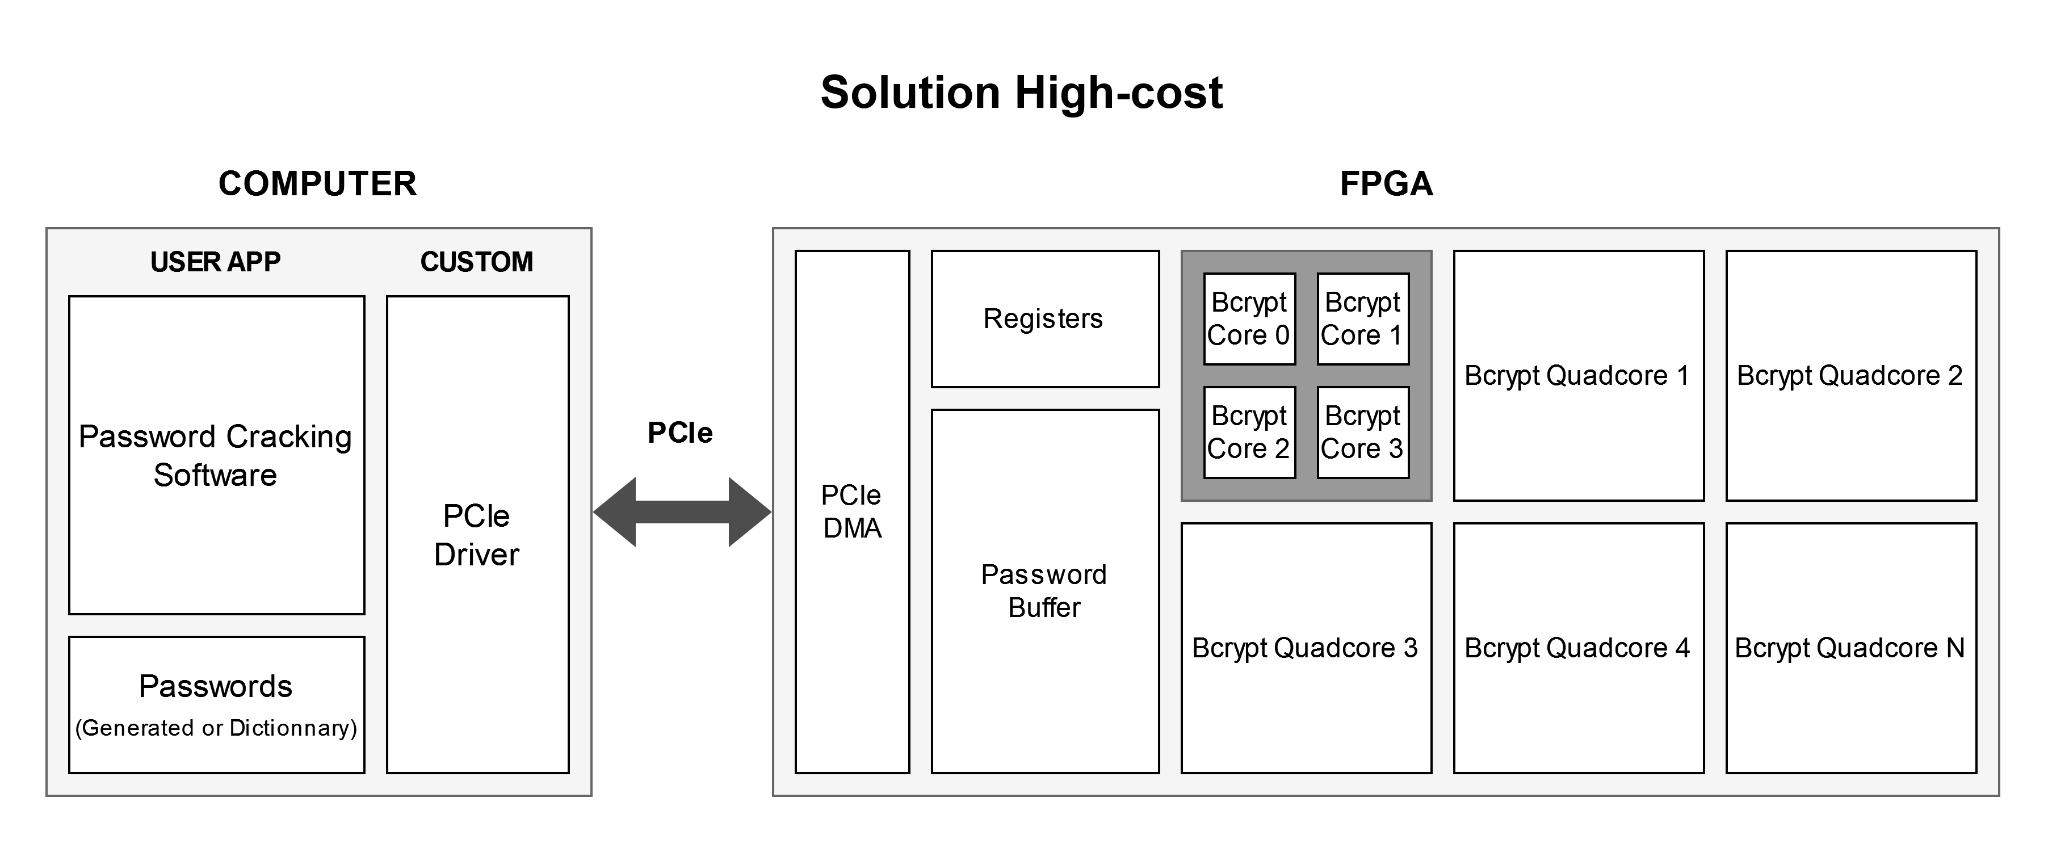 Solution High-cost
COMPUTER
USER APP
CUSTOM
Password Cracking
Software
Passwords
(Generated or Dictionnary)
PCIe
Driver
PCIe
FPGA
PCIe
DMA
Registers
Password
Buffer
Bcrypt
Core 0
Bcrypt
Core 1
Bcrypt
Core 2
Bcrypt
Core 3
Bcrypt Quadcore 1
Bcrypt Quadcore 2
Bcrypt Quadcore 3
Bcrypt Quadcore 4
Bcrypt Quadcore N